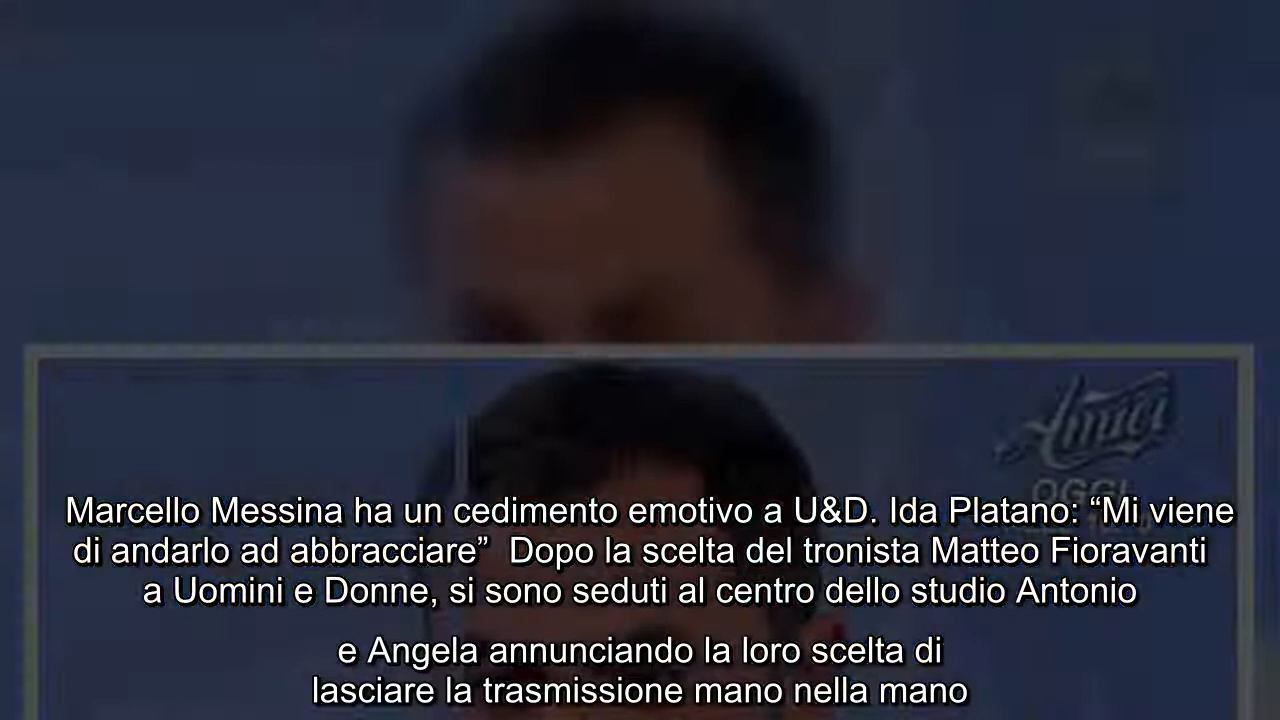 Amici
OGGI
Marcello Messina ha un cedimento emotivo a U&D. Ida Platano: “Mi viene
di andarlo ad abbracciare”  Dopo la scelta del tronista Matteo Fioravanti
a Uomini e Donne, si sono seduti al centro dello studio Antonio
e Angela annunciando la loro scelta di
lasciare la trasmissione mano nella mano